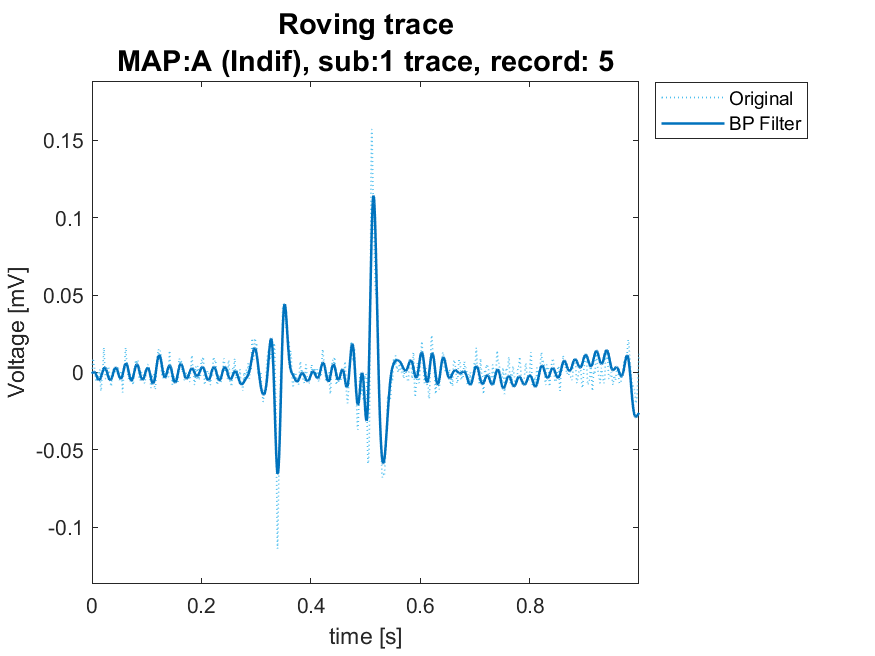 Roving trace
MAP:A (Indif), sub:1 trace, record: 5
Original
BP Filter
0.15
0.1
0.05
0
-0.05
-0.1
Voltage [mV]
0 0.2 0.4 0.6 0.8
time [s]